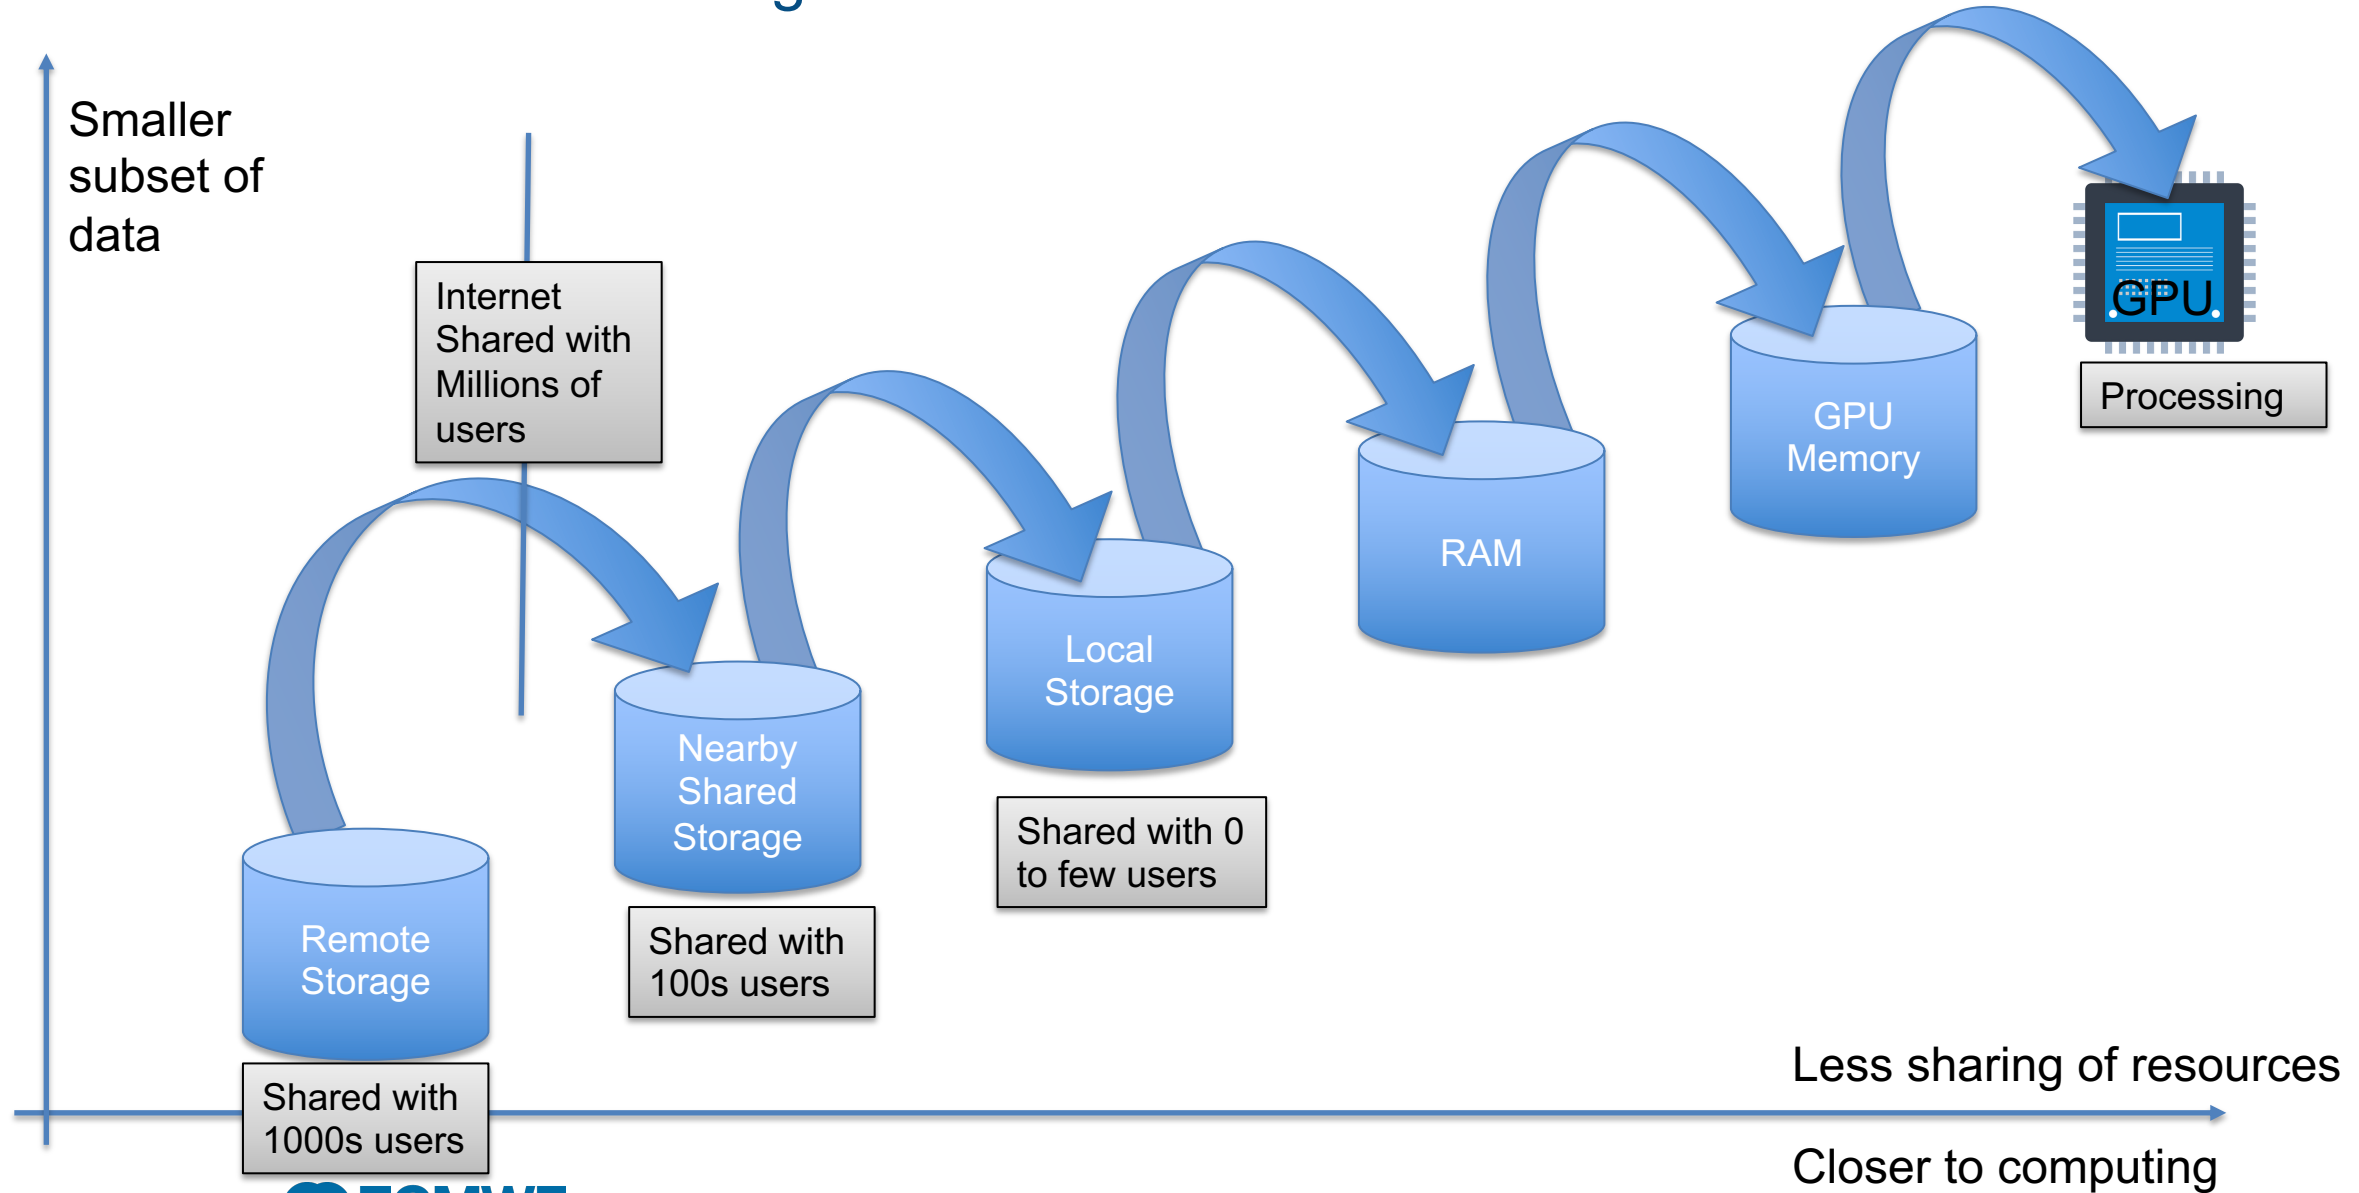 Smaller
subset of
data
Internet
Shared with
Millions of
users
GPU
Processing
GPU
Memory
RAM
Local
Storage
Nearby
Shared
Storage
Shared with 0
to few users
Shared with
100s users
Remote
Storage
Shared with
1000s users
Less sharing of resources
Closer to computing